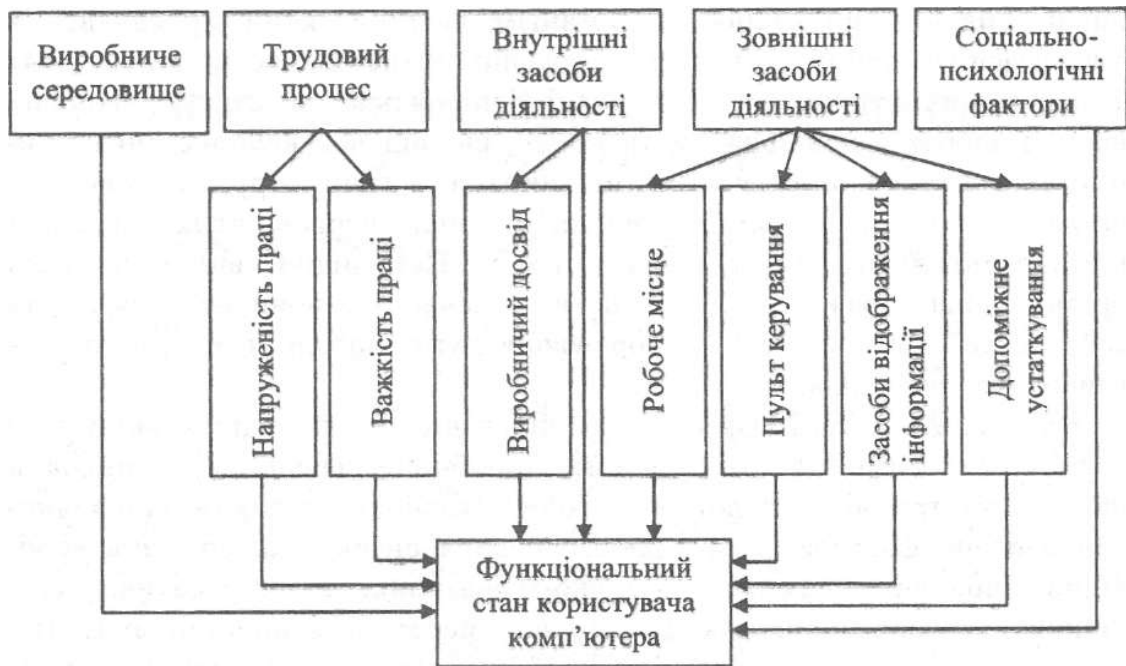 Виробниче
середовище
Трудовий
процес
Внутрішні
засоби
діяльності
Зовнішні
засоби
діяльності
Соціально-
психологічні
фактори
Напруженість праці
Важкість праці
Виробничий досвід
Робоче місце
Пульт керування
Засоби відображення
інформації
Допоміжне
устаткування
Функціональний
стан користувача
комп’ютера